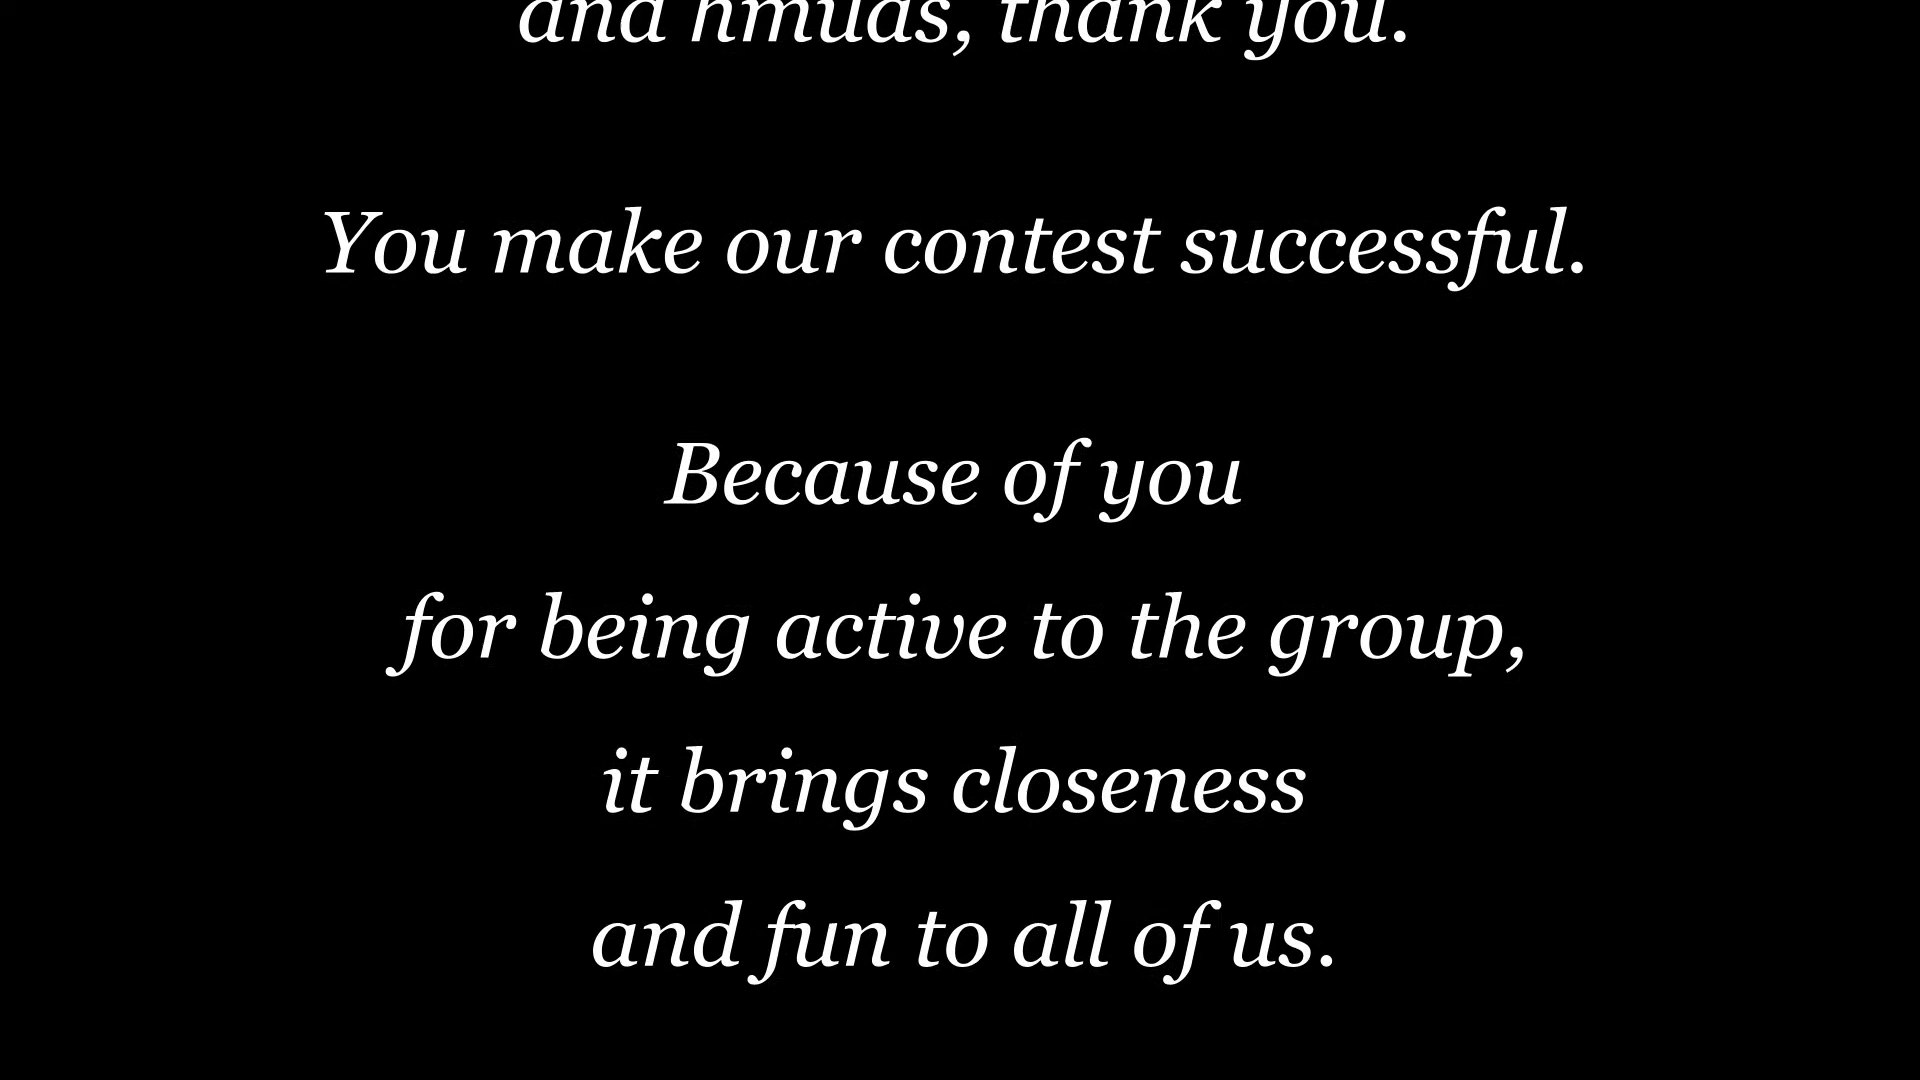 and hmuas, thank you.
You make our contest successful.
Because of you
for being active to the group,
it brings closeness
and fun to all of us.